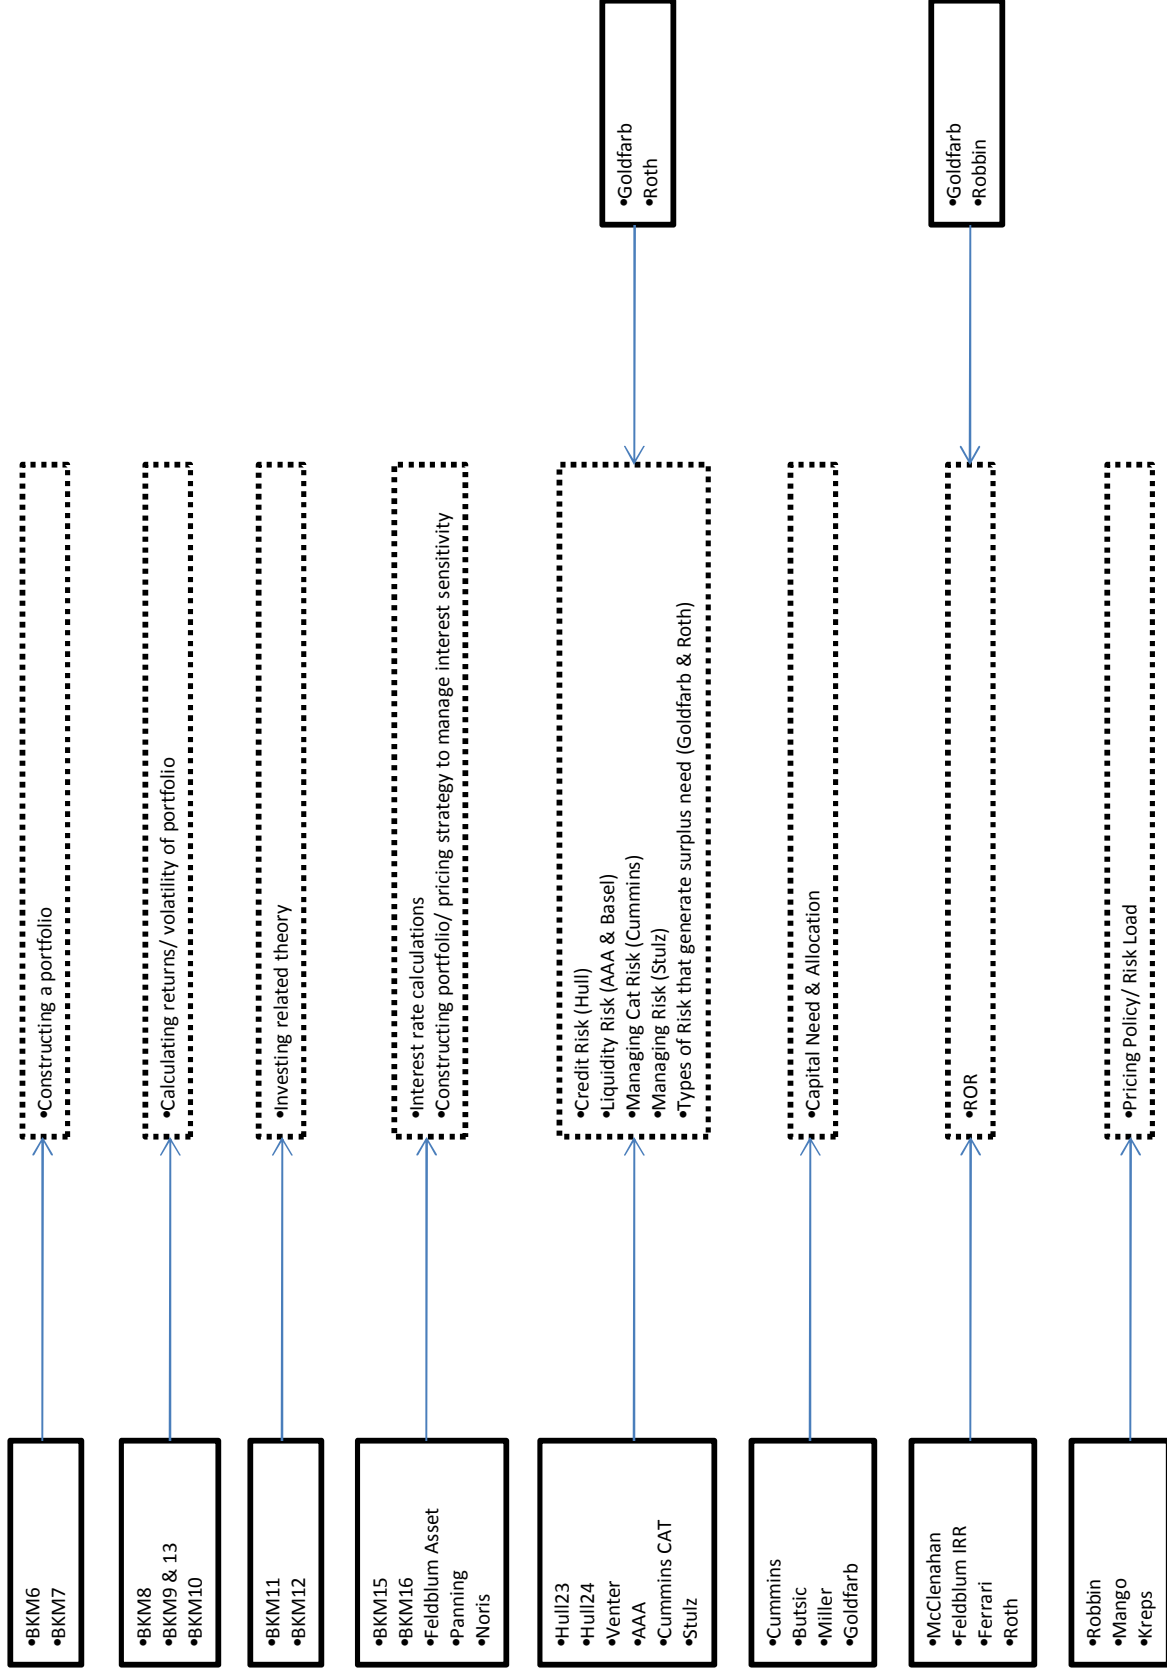 •BKM6
•BKM7
•Constructing a portfolio
•BKM8
•BKM9 & 13
•BKM10
•Calculating returns/ volatility of portfolio
•BKM11
•BKM12
•Investing related theory
•BKM15
•BKM16
•Feldblum Asset
•Panning
•Noris
•Interest rate calculations
•Constructing portfolio/ pricing strategy to manage interest sensitivity
•Hull23
•Hull24
•Venter
•AAA
•Cummins CAT
•Stulz
•Credit Risk (Hull)
•Liquidity Risk (AAA & Basel)
•Managing Cat Risk (Cummins)
•Managing Risk (Stulz)
•Types of Risk that generate surplus need (Goldfarb & Roth)
•Goldfarb
•Roth
•Cummins
•Butsic
•Miller
•Goldfarb
•Capital Need & Allocation
•McClenahan
•Feldblum IRR
•Ferrari
•Roth
•ROR
•Goldfarb
•Robbin
•Robbin
•Mango
•Kreps
•Pricing Policy/ Risk Load